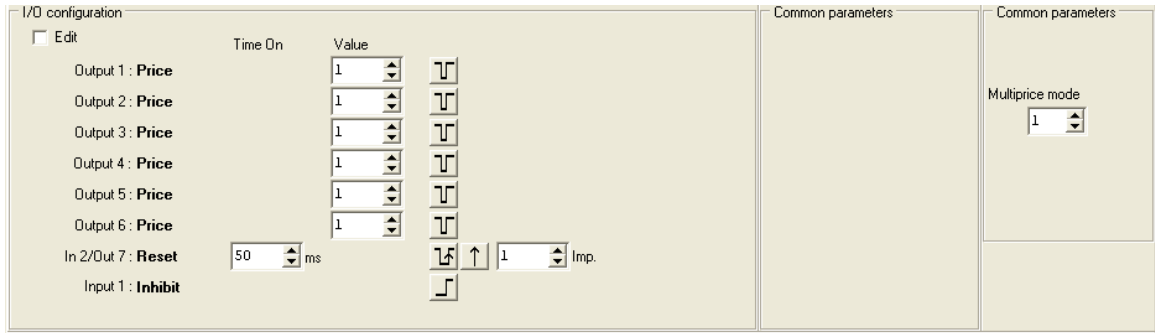 I/O configuration
Common parameters
Common parameters
Edit
Time On Value
Output 1 : Price 1
Output 2 : Price 1
Output 3 : Price 1
Output 4 : Price 1
Output 5 : Price 1
Output 6 : Price 1
In 2/Out 7 : Reset 50 ms 1 Imp.
Input 1 : Inhibit
Multiprice mode
1